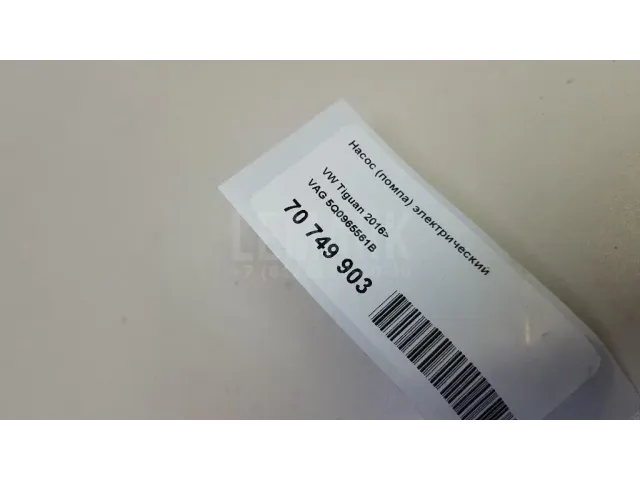 Насос (помпа) электрический
VW Tiguan 2016>
VAG 5Q0965561B
70 749 903